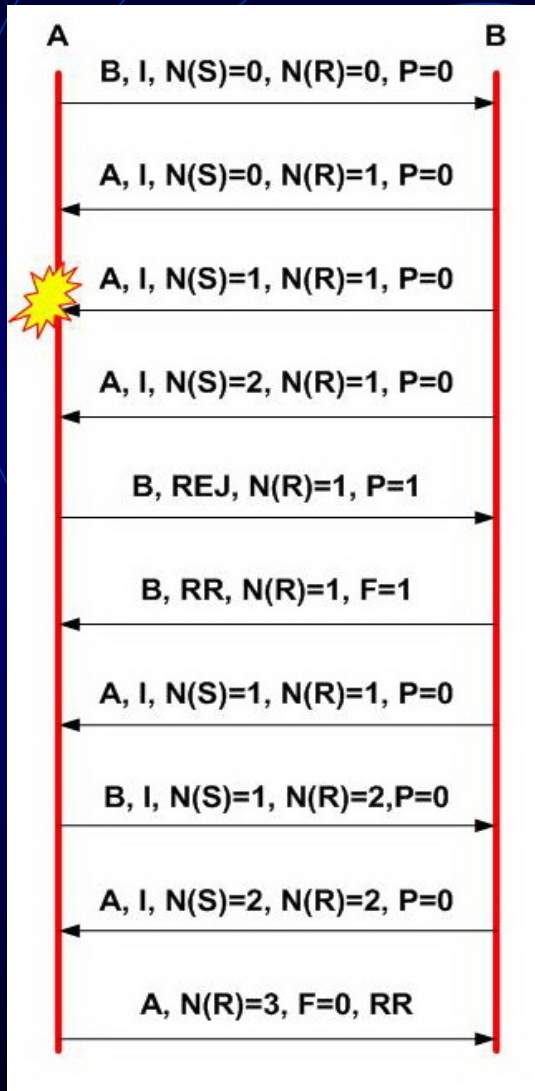 A B
B, I, N(S)=0, N(R)=0, P=0
A, I, N(S)=0, N(R)=1, P=0
A, I, N(S)=1, N(R)=1, P=0
A, I, N(S)=2, N(R)=1, P=0
B, REJ, N(R)=1, P=1
B, RR, N(R)=1, F=1
A, I, N(S)=1, N(R)=1, P=0
B, I, N(S)=1, N(R)=2,P=0
A, I, N(S)=2, N(R)=2, P=0
A, N(R)=3, F=0, RR